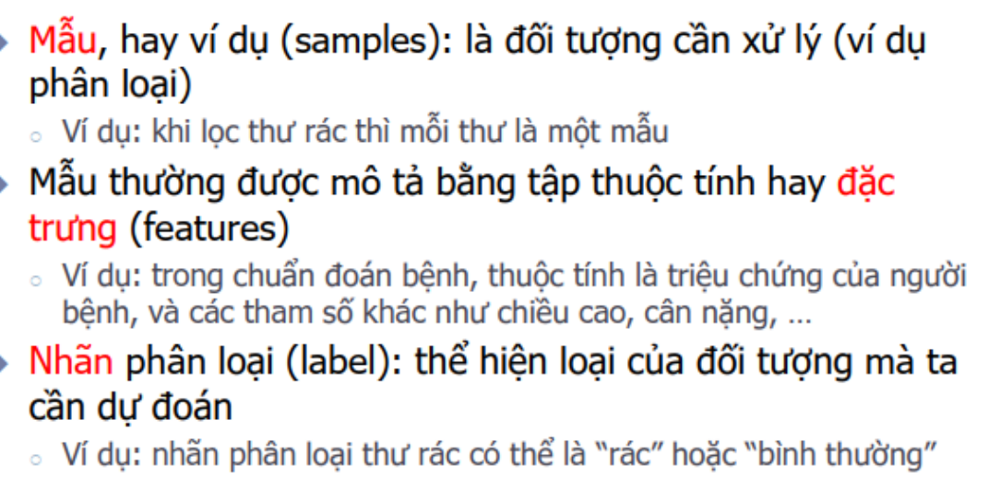 Mẫu, hay ví dụ (samples): là đối tượng cần xử lý (ví dụ
phân loại)
Ví dụ: khi lọc thư rác thì mỗi thư là một mẫu
Mẫu thường được mô tả bằng tập thuộc tính hay đặc
trưng (features)
Ví dụ: trong chuẩn đoán bệnh, thuộc tính là triệu chứng của người
bệnh, và các tham số khác như chiều cao, cân nặng, ...
Nhãn phân loại (label): thể hiện loại của đối tượng mà ta
cần dự đoán
Ví dụ: nhãn phân loại thư rác có thể là “rác” hoặc “bình thường”